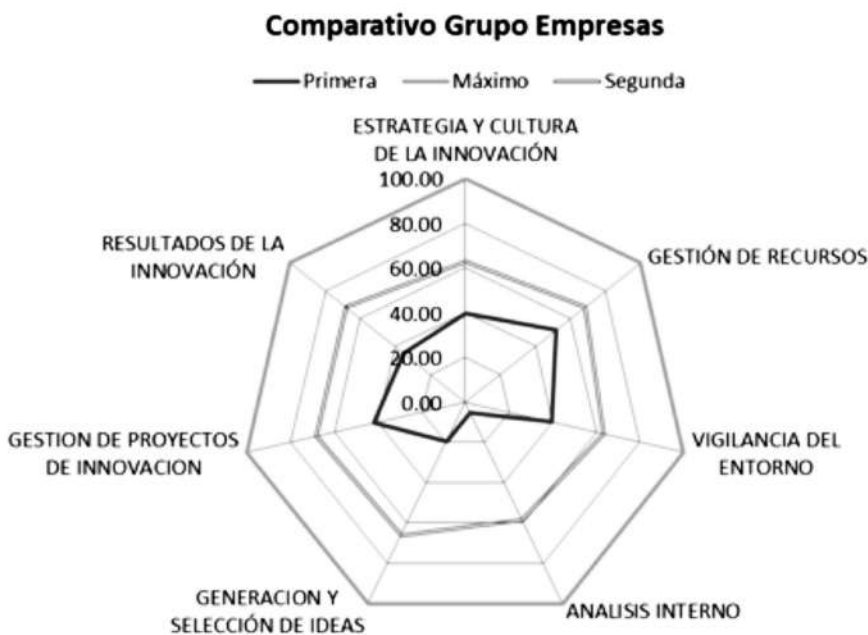 Comparativo Grupo Empresas
Primera Máximo Segunda
ESTRATEGIA Y CULTURA
DE LA INNOVACIÓN
100.00
80.00
60.00
40.00
20.00
0.00
GESTIÓN DE RECURSOS
VIGILANCIA DEL
ENTORNO
ANALISIS INTERNO
GENERACION Y
SELECCIÓN DE IDEAS
GESTION DE PROYECTOS
DE INNOVACION
RESULTADOS DE LA
INNOVACIÓN